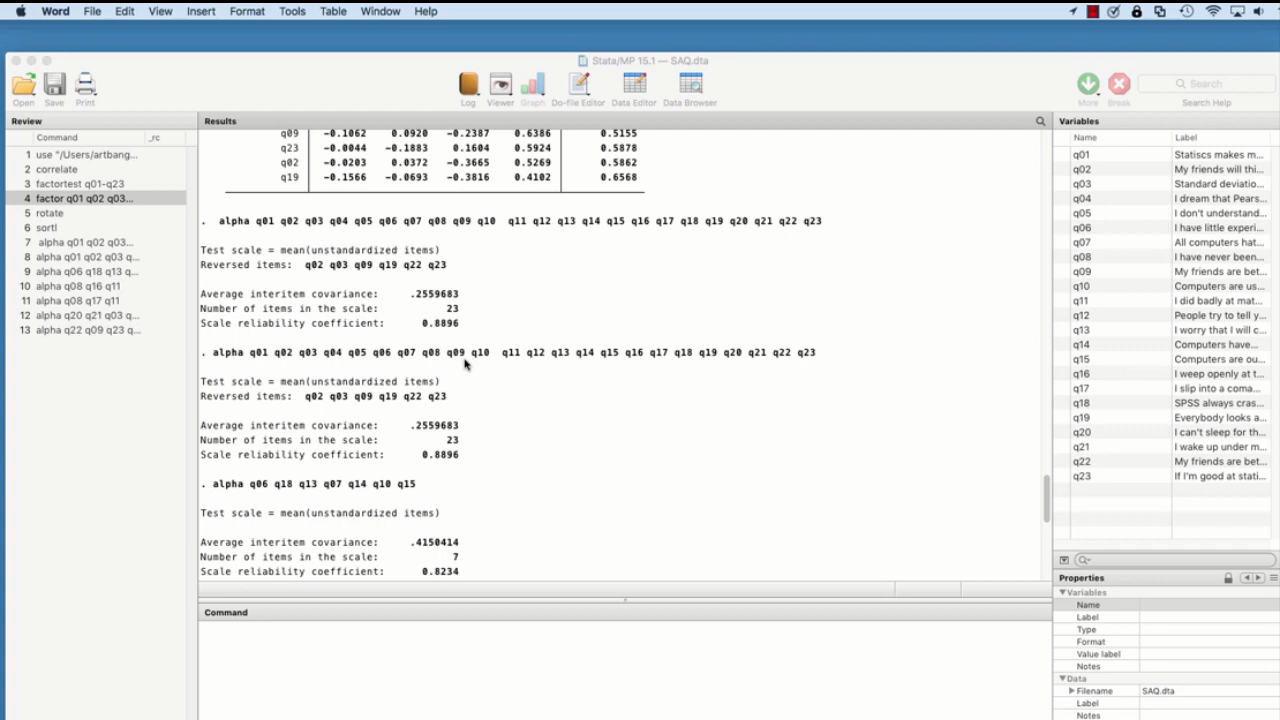 Word File Edit View Insert Format Tools Table Window Help
Stata/MP 15.1 — SAQ.dta
Open Save Print Log Viewer Graph Do-file Editor Data Editor Data Browser More Break Search
Search Help
Review
Command _rc
1 use "/Users/artbang...
2 correlate
3 factortest q01-q23
4 factor q01 q02 q03...
5 rotate
6 sortl
7 alpha q01 q02 q03...
8 alpha q01 q02 q03 q...
9 alpha q06 q18 q13 q...
10 alpha q08 q16 q11
11 alpha q08 q17 q11
12 alpha q20 q21 q03 q...
13 alpha q22 q09 q23 q...
Results
q09 -0.1062 0.0920 -0.2387 0.6386 0.5155
q23 -0.0044 -0.1883 0.1604 0.5924 0.5878
q02 -0.0203 0.0372 -0.3665 0.5269 0.5862
q19 -0.1566 -0.0693 -0.3816 0.4102 0.6568
. alpha q01 q02 q03 q04 q05 q06 q07 q08 q09 q10 q11 q12 q13 q14 q15 q16 q17 q18 q19 q20 q21 q22 q23
Test scale = mean(unstandardized items)
Reversed items: q02 q03 q09 q19 q22 q23
Average interitem covariance: .2559683
Number of items in the scale: 23
Scale reliability coefficient: 0.8896
. alpha q01 q02 q03 q04 q05 q06 q07 q08 q09 q10 q11 q12 q13 q14 q15 q16 q17 q18 q19 q20 q21 q22 q23
Test scale = mean(unstandardized items)
Reversed items: q02 q03 q09 q19 q22 q23
Average interitem covariance: .2559683
Number of items in the scale: 23
Scale reliability coefficient: 0.8896
. alpha q06 q18 q13 q07 q14 q10 q15
Test scale = mean(unstandardized items)
Average interitem covariance: .4150414
Number of items in the scale: 7
Scale reliability coefficient: 0.8234
Command
Variables
Name Label
q01 Statiscs makes m...
q02 My friends will thi...
q03 Standard deviatio...
q04 I dream that Pears...
q05 I don't understand...
q06 I have little experi...
q07 All computers hat...
q08 I have never been...
q09 My friends are bet...
q10 Computers are us...
q11 I did badly at mat...
q12 People try to tell y...
q13 I worry that I will c...
q14 Computers have...
q15 Computers are ou...
q16 I weep openly at t...
q17 I slip into a coma...
q18 SPSS always cras...
q19 Everybody looks a...
q20 I can't sleep for th...
q21 I wake up under m...
q22 My friends are bet...
q23 If I'm good at stati...
Properties
Variables
Name
Label
Type
Format
Value label
Notes
Data
Filename SAQ.dta
Label
Notes